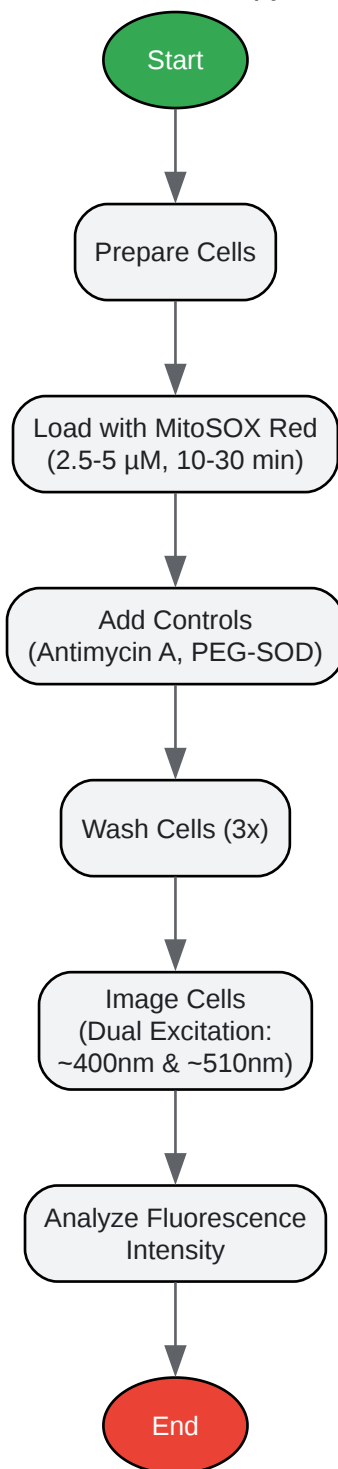 Start
Prepare Cells
Load with MitoSOX Red
(2.5-5 µM, 10-30 min)
Add Controls
(Antimycin A, PEG-SOD)
Wash Cells (3x)
Image Cells
(Dual Excitation:
~400nm & ~510nm)
Analyze Fluorescence
Intensity
End